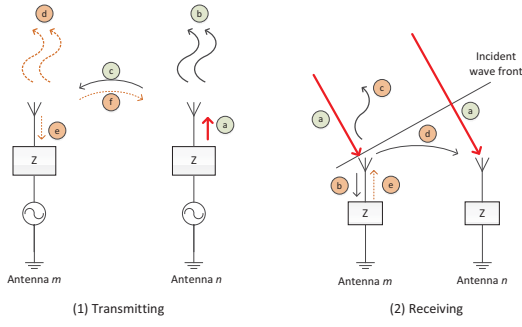 d
b
c
f
Incident
wave front
c
a
a
a
d
e
b
e
Z
Z
Z
Z
Antenna m
Antenna n
Antenna m
Antenna n
(1) Transmitting
(2) Receiving